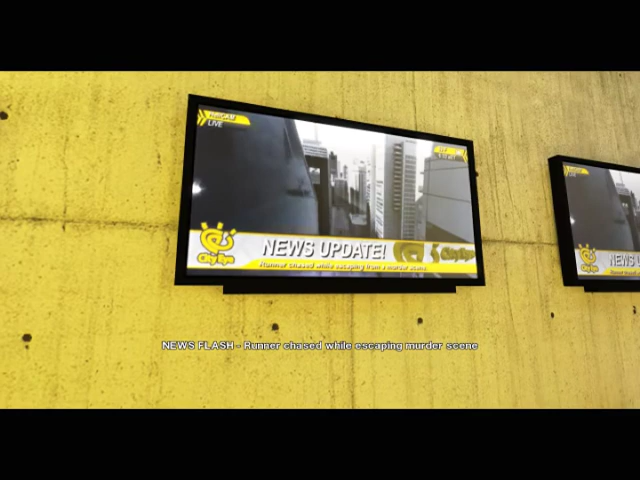 LIVE
NEWS UPDATE!
City Eye
City Eye
Runner chased while escaping from a murder scene
NEWS U
City Eye
NEWS FLASH - Runner chased while escaping murder scene